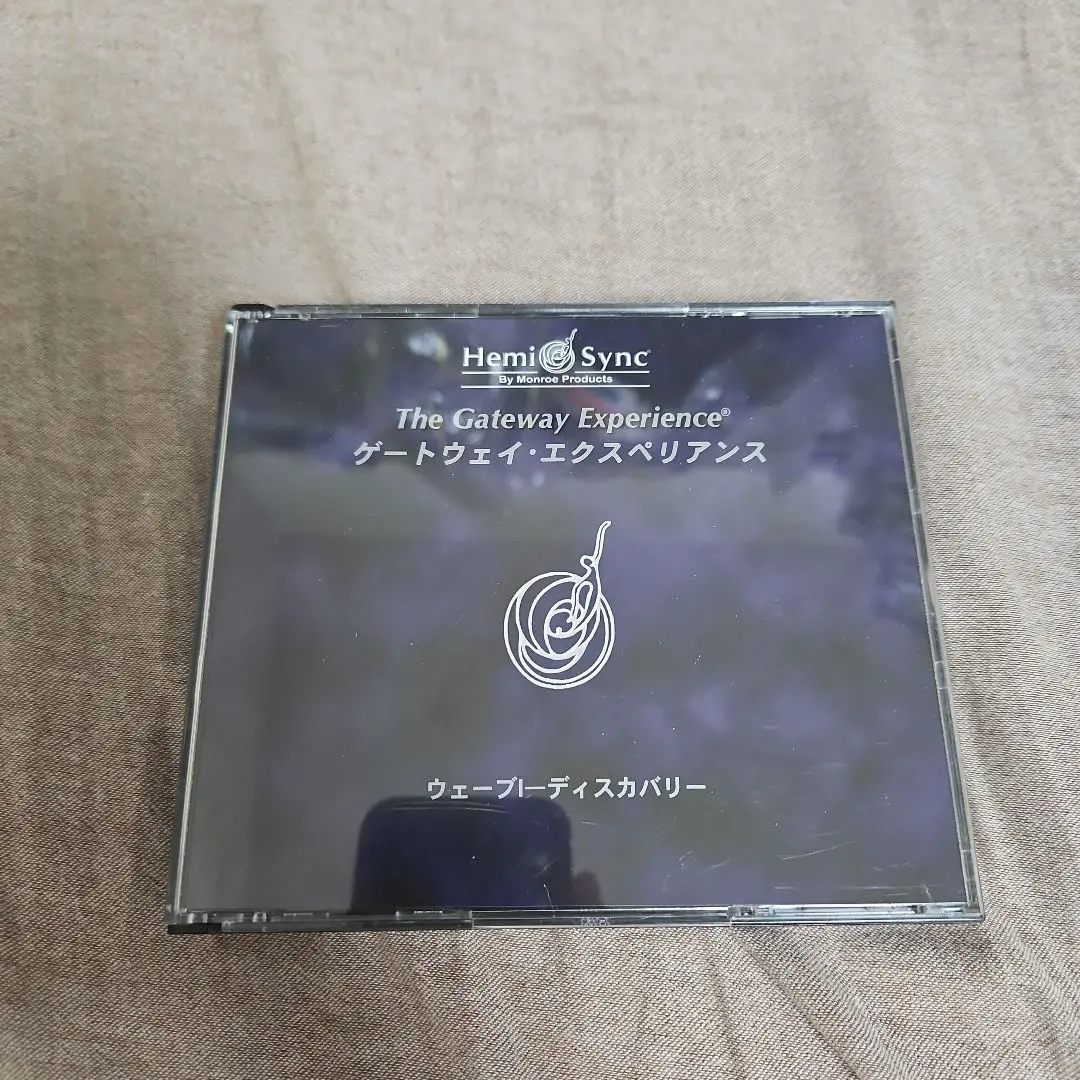 Hemi Sync®
By Monroe Products
The Gateway Experience®
ゲートウェイ・エクスペリアンス
ウェーブI―ディスカバリー